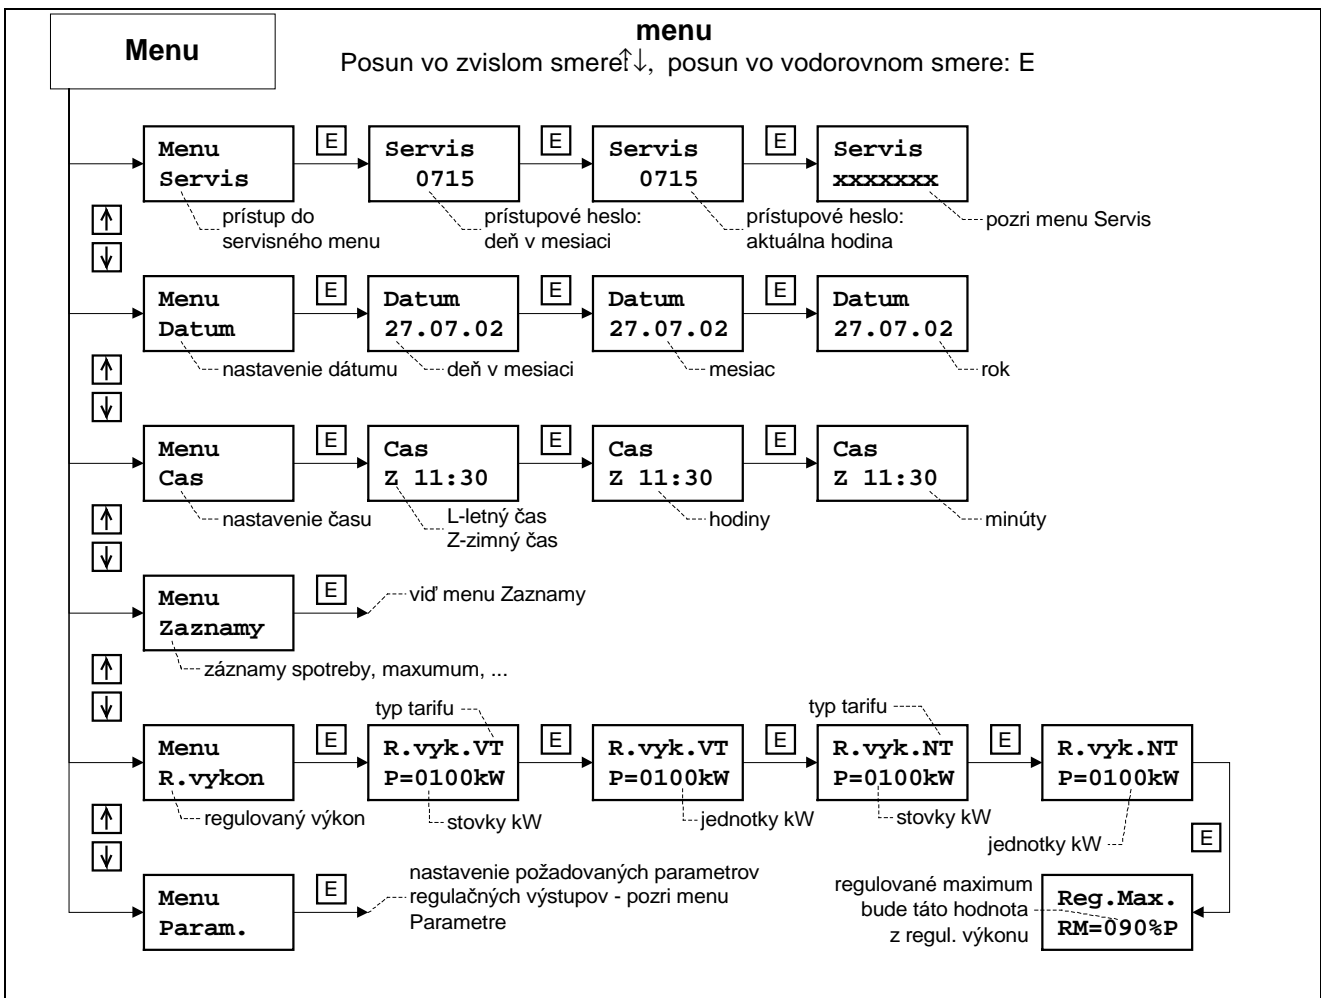 Menu
menu
Posun vo zvislom smere:↑↓, posun vo vodorovnom smere: E
Menu
Servis
E
Servis
0715
E
Servis
0715
E
Servis
xxxxxxx
prístup do
servisného menu
prístupové heslo:
deň v mesiaci
prístupové heslo:
aktuálna hodina
pozri menu Servis
↑
↓
Menu
Datum
E
Datum
27.07.02
E
Datum
27.07.02
E
Datum
27.07.02
nastavenie dátumu
deň v mesiaci
mesiac
rok
↑
↓
Menu
Cas
E
Cas
Z 11:30
E
Cas
Z 11:30
E
Cas
Z 11:30
nastavenie času
L-letný čas
Z-zimný čas
hodiny
minúty
↑
↓
Menu
Zaznamy
E
viď menu Zaznamy
záznamy spotreby, maxumum, ...
↑
↓
typ tarifu
typ tarifu
Menu
R.vykon
E
R.vyk.VT
P=0100kW
E
R.vyk.VT
P=0100kW
E
R.vyk.NT
P=0100kW
E
R.vyk.NT
P=0100kW
regulovaný výkon
stovky kW
jednotky kW
stovky kW
jednotky kW
E
↑
↓
Menu
Param.
E
nastavenie požadovaných parametrov
regulačných výstupov - pozri menu
Parametre
regulované maximum
bude táto hodnota
z regul. výkonu
Reg.Max.
RM=090%P